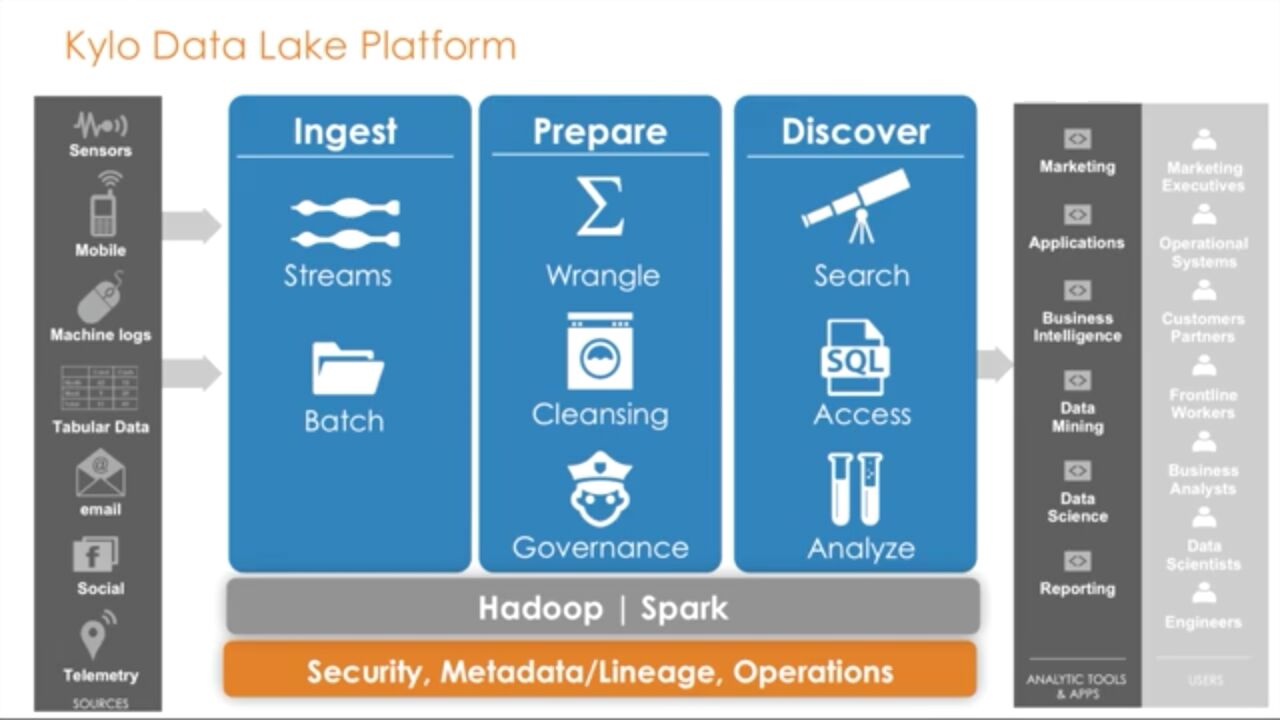 Kylo Data Lake Platform
Sensors
Mobile
Machine logs
Tabular Data
@
email
f
Social
Telemetry
SOURCES
Ingest
Streams
Batch
Prepare
Σ
Wrangle
Cleansing
Governance
Discover
Search
SQL
Access
Analyze
Hadoop | Spark
Security, Metadata/Lineage, Operations
Marketing
Applications
Business
Intelligence
Data
Mining
Data
Science
Reporting
ANALYTIC TOOLS
& APPS
Marketing
Executives
Operational
Systems
Customers
Partners
Frontline
Workers
Business
Analysts
Data
Scientists
Engineers
USERS